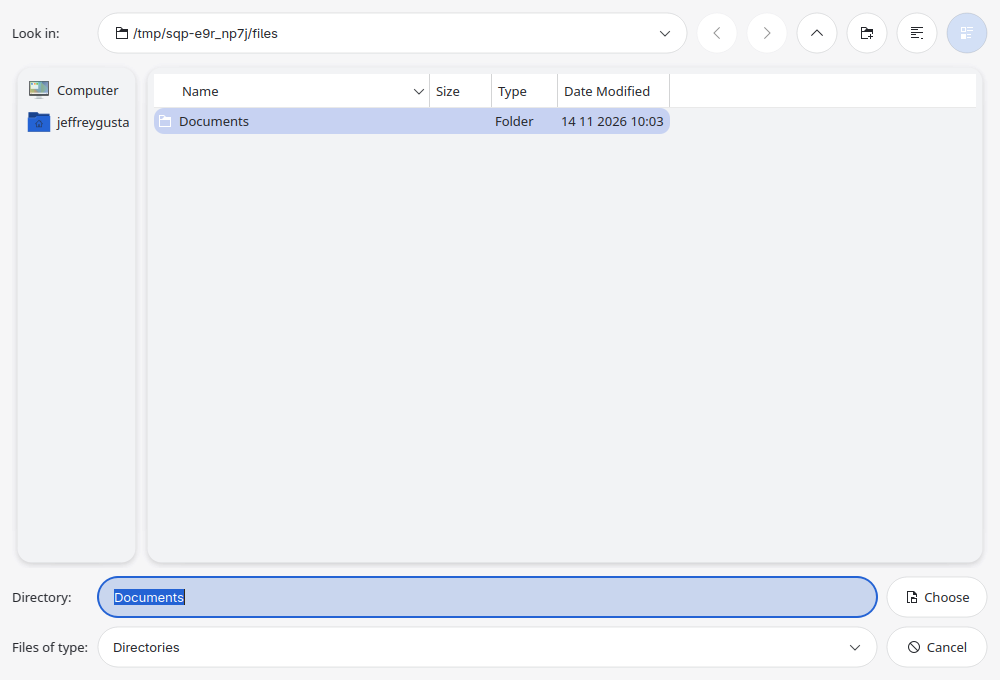 Look in:
/tmp/sqp-e9r_np7j/files
Computer
jeffreygusta
Name
Size
Type
Date Modified
Documents
Folder
14 11 2026 10:03
Directory:
Documents
Choose
Files of type:
Directories
Cancel